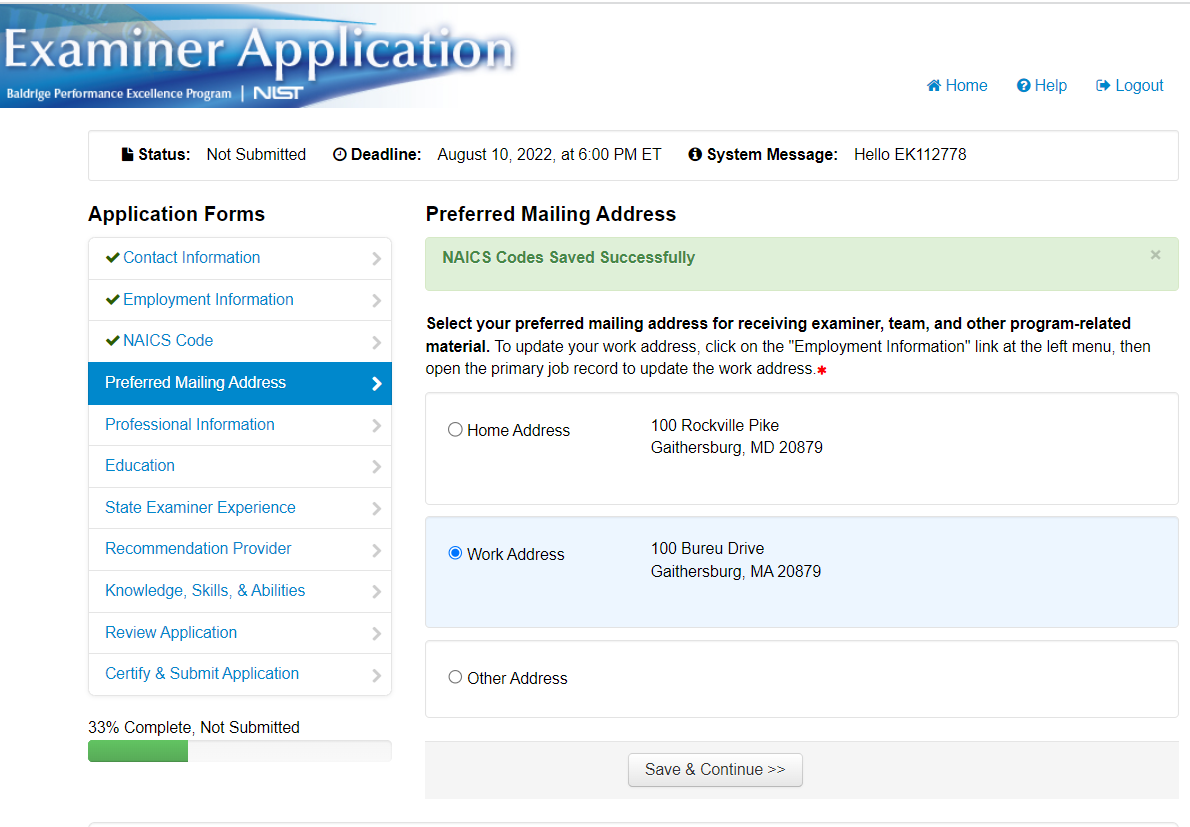 Examiner Application
Baldrige Performance Excellence Program | NIST
Home Help Logout
Status: Not Submitted Deadline: August 10, 2022, at 6:00 PM ET System Message: Hello EK112778
Application Forms
Contact Information
Employment Information
NAICS Code
Preferred Mailing Address
Professional Information
Education
State Examiner Experience
Recommendation Provider
Knowledge, Skills, & Abilities
Review Application
Certify & Submit Application
33% Complete, Not Submitted
Preferred Mailing Address
NAICS Codes Saved Successfully ×
Select your preferred mailing address for receiving examiner, team, and other program-related
material. To update your work address, click on the "Employment Information" link at the left menu, then
open the primary job record to update the work address.*
Home Address 100 Rockville Pike
Gaithersburg, MD 20879
Work Address 100 Bureu Drive
Gaithersburg, MA 20879
Other Address
Save & Continue >>